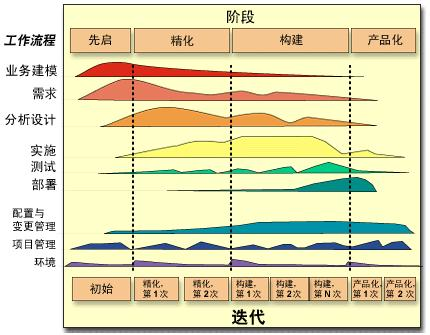 阶段
工作流程
先启
精化
构建
产品化
业务建模
需求
分析设计
实施
测试
部署
配置与
变更管理
项目管理
环境
初始
精化,
第 1 次
精化,
第 2 次
构建,
第 1 次
构建,
第 2 次
构建,
第 N 次
产品化,
第 1 次
产品化,
第 2 次
迭代